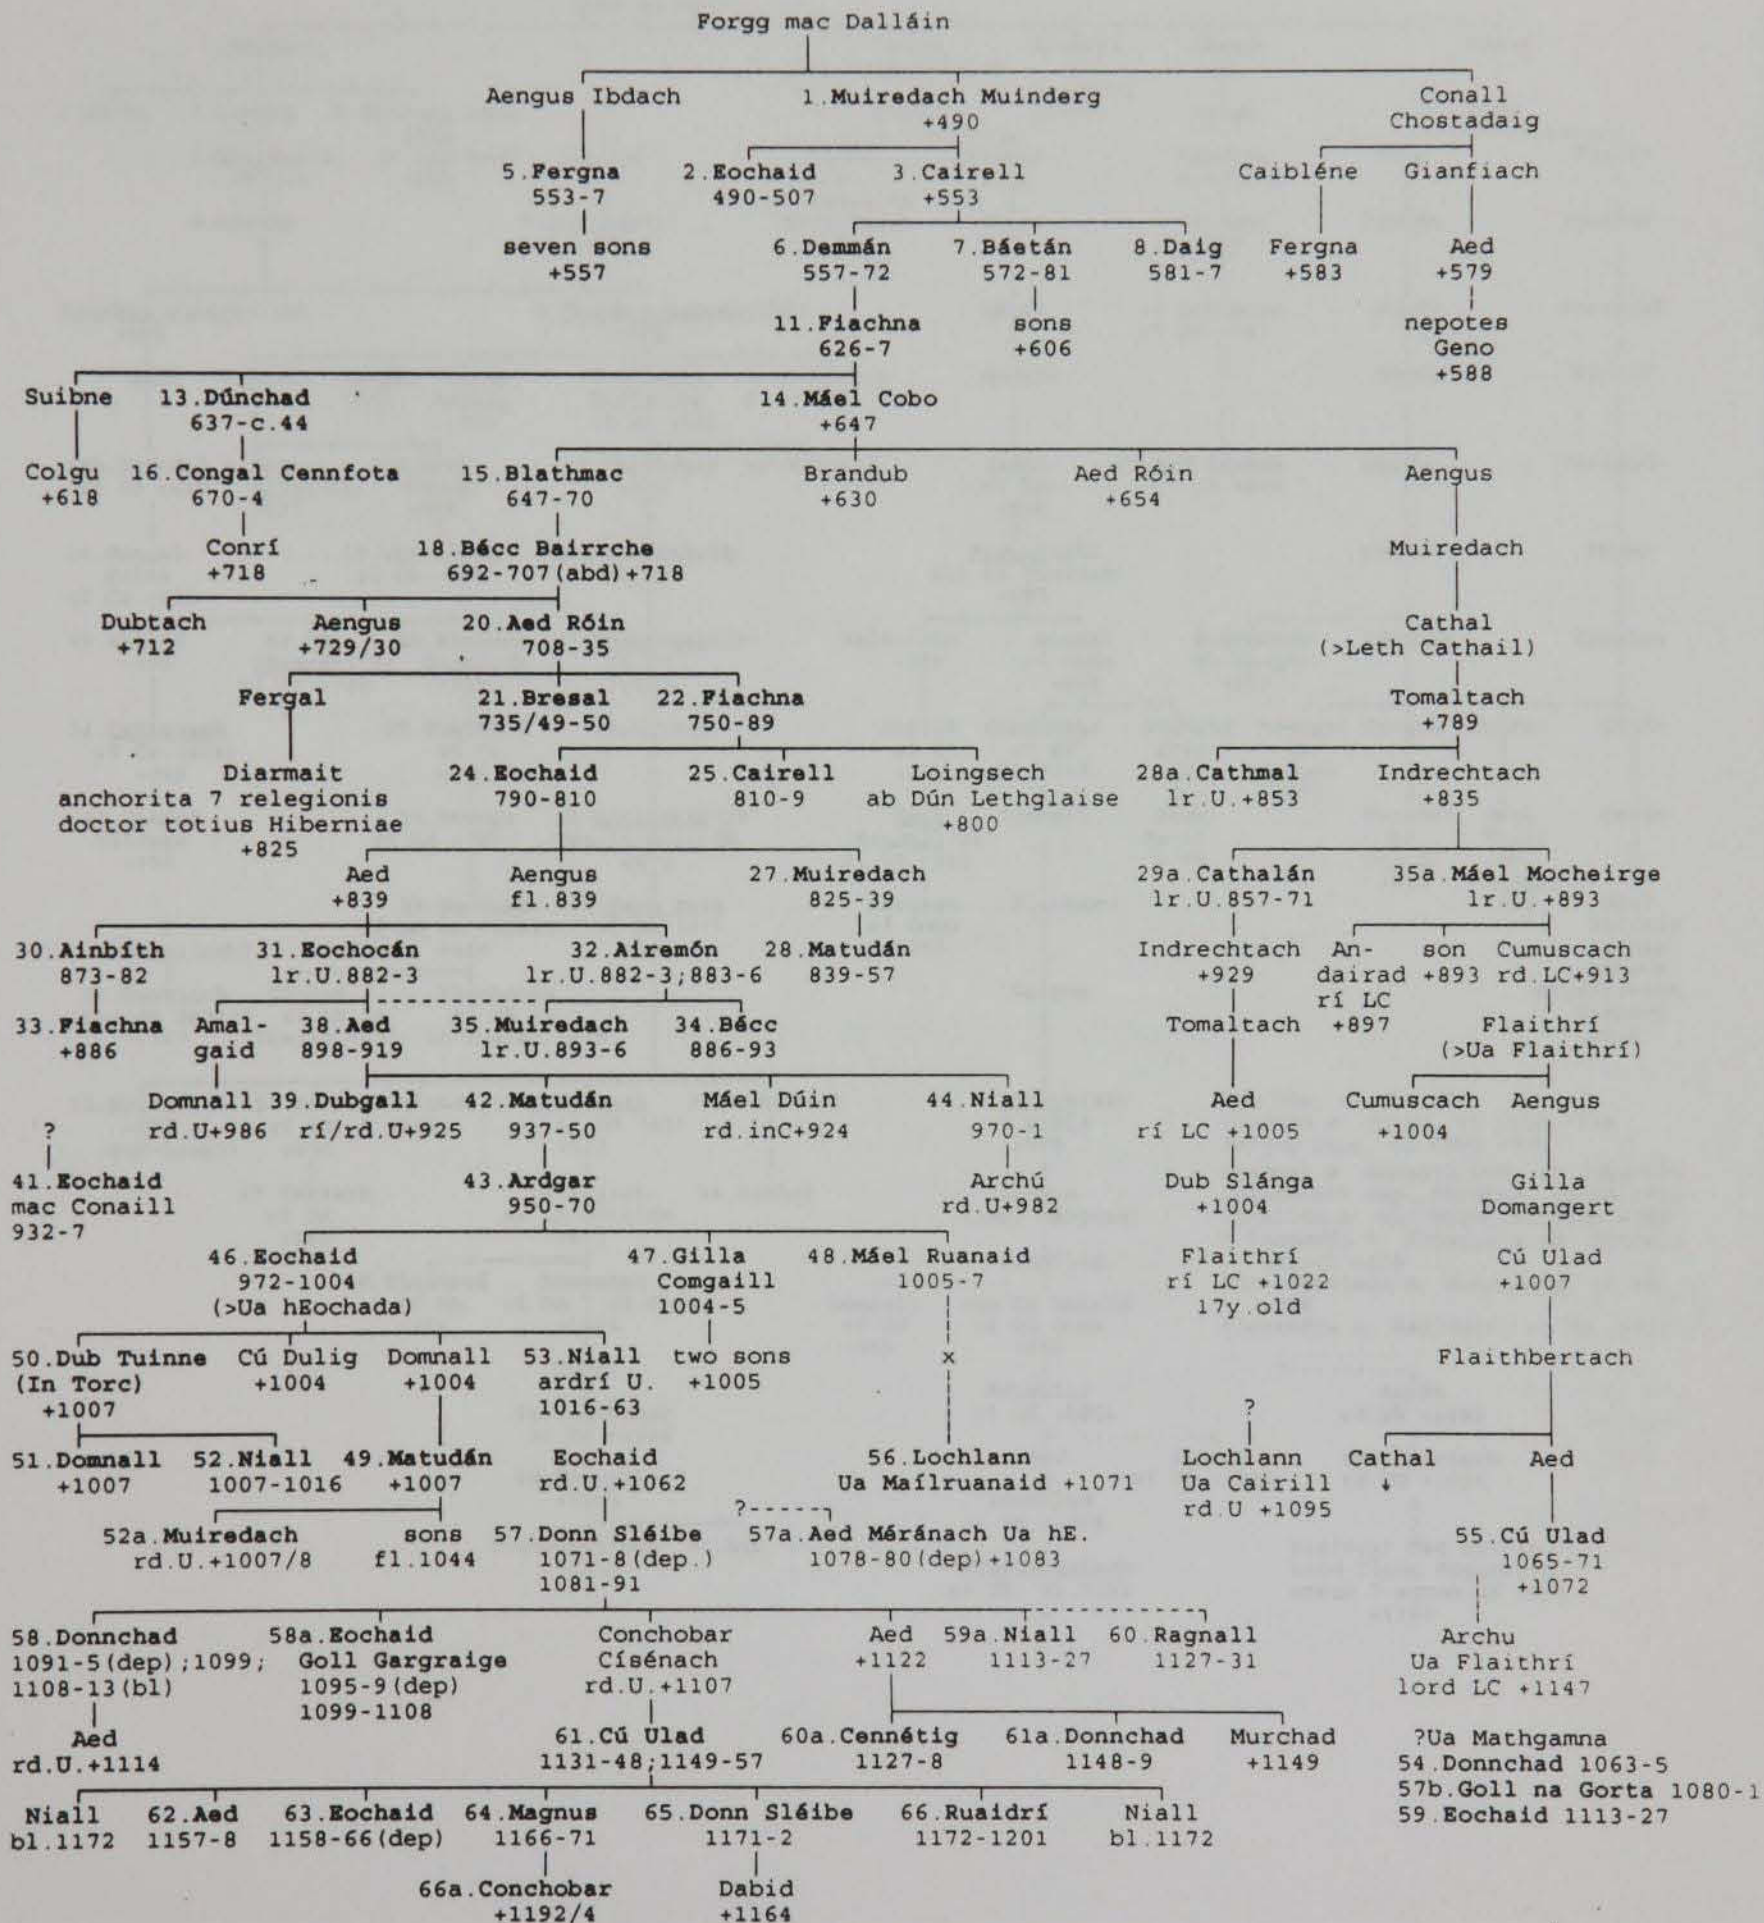 Forgg mac Dalláin
Aengus Ibdach 1.Muiredach Muinderg Conall
+490 Chostadaig
5.Fergna 2.Eochaid 3.Cairell Caibléne Gianfiach
553-7 490-507 +553
seven sons 6.Demmán 7.Báetán 8.Daig Fergna Aed
+557 557-72 572-81 581-7 +583 +579
11.Fiachna sons nepotes
626-7 +606 Geno
+588
Suibne 13.Dúnchad 14.Máel Cobo
637-c.44 +647
Colgu 16.Congal Cennfota 15.Blathmac Brandub Aed Róin Aengus
+618 670-4 647-70 +630 +654
Conrí 18.Bécc Bairrche Muiredach
+718 692-707(abd)+718
Dubtach Aengus 20.Aed Róin Cathal
+712 +729/30 708-35 (>Leth Cathail)
Fergal 21.Bresal 22.Fiachna Tomaltach
735/49-50 750-89 +789
Diarmait 24.Eochaid 25.Cairell Loingsech 28a.Cathmal Indrechtach
anchorita 7 relegionis 790-810 810-9 ab Dún Lethglaise lr.U.+853 +835
doctor totius Hiberniae +800
+825
Aed Aengus 27.Muiredach 29a.Cathalán 35a.Máel Mocheirge
+839 fl.839 825-39 lr.U.857-71 lr.U.+893
30.Ainbíth 31.Eochocán 32.Airemón 28.Matudán Indrechtach An- son Cumuscach
873-82 lr.U.882-3 lr.U.882-3;883-6 839-57 +929 dairad +893 rd.LC+913
rí LC
33.Fiachna Amal- 38.Aed 35.Muiredach 34.Bécc Tomaltach +897 Flaithrí
+886 gaid 898-919 lr.U.893-6 886-93 (>Ua Flaithrí)
Domnall 39.Dubgall 42.Matudán Máel Dúin 44.Niall Aed Cumuscach Aengus
? rd.U+986 rí/rd.U+925 937-50 rd.inC+924 970-1 rí LC +1005 +1004
41.Eochaid 43.Ardgar Archú Dub Slánga Gilla
mac Conaill 950-70 rd.U+982 +1004 Domangert
932-7
46.Eochaid 47.Gilla 48.Máel Ruanaid Flaithrí Cú Ulad
972-1004 Comgaill 1005-7 rí LC +1022 +1007
(>Ua hEochada) 1004-5 17y.old
50.Dub Tuinne Cú Dulig Domnall 53.Niall two sons x Flaithbertach
(In Torc) +1004 +1004 ardrí U. +1005
+1007 1016-63 ?
51.Domnall 52.Niall 49.Matudán Eochaid 56.Lochlann Lochlann Cathal Aed
+1007 1007-1016 +1007 rd.U.+1062 Ua Maílruanaid +1071 Ua Cairill ↓
?------ rd.U +1095
52a.Muiredach sons 57.Donn Sléibe 57a.Aed Méránach Ua hE. 55.Cú Ulad
rd.U.+1007/8 fl.1044 1071-8(dep.) 1078-80(dep)+1083 1065-71
1081-91 +1072
58.Donnchad 58a.Eochaid Conchobar Aed 59a.Niall 60.Ragnall Archu
1091-5(dep);1099; Goll Gargraige Císénach +1122 1113-27 1127-31 Ua Flaithrí
1108-13(bl) 1095-9(dep) rd.U.+1107 lord LC +1147
1099-1108
Aed 61.Cú Ulad 60a.Cennétig 61a.Donnchad Murchad ?Ua Mathgamna
rd.U.+1114 1131-48;1149-57 1127-8 1148-9 +1149 54.Donnchad 1063-5
57b.Goll na Gorta 1080-1
Niall 62.Aed 63.Eochaid 64.Magnus 65.Donn Sléibe 66.Ruaidrí Niall 59.Eochaid 1113-27
bl.1172 1157-8 1158-66(dep) 1166-71 1171-2 1172-1201 bl.1172
66a.Conchobar Dabid
+1192/4 +1164